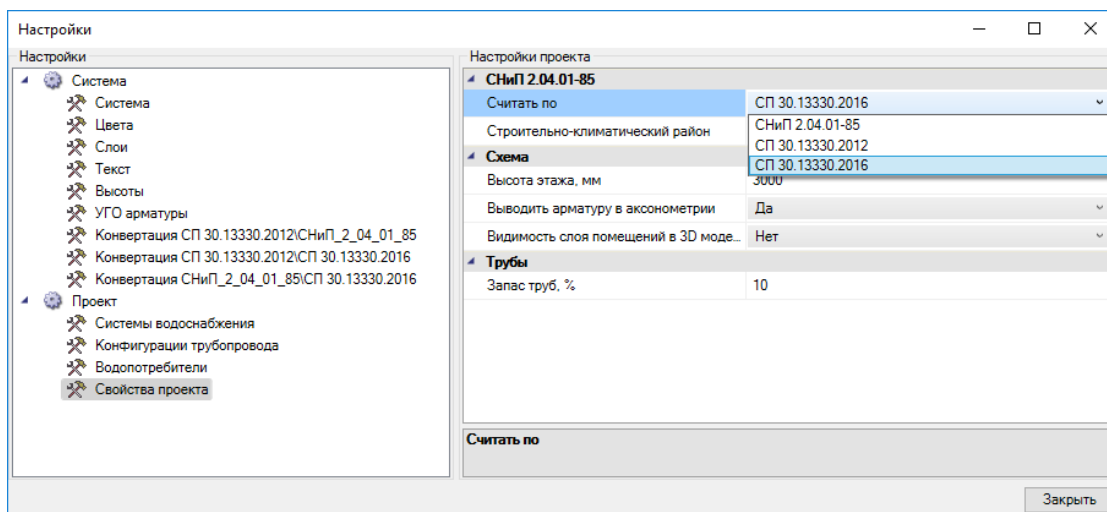 Настройки
Настройки
Система
Система
Цвета
Слои
Текст
Высоты
УГО арматуры
Конвертация СП 30.13330.2012\СНиП_2_04_01_85
Конвертация СП 30.13330.2012\СП 30.13330.2016
Конвертация СНиП_2_04_01_85\СП 30.13330.2016
Проект
Системы водоснабжения
Конфигурации трубопровода
Водопотребители
Свойства проекта
Настройки проекта
СНиП 2.04.01-85
Считать по СП 30.13330.2016
СНиП 2.04.01-85
СП 30.13330.2012
СП 30.13330.2016
Строительно-климатический район
Схема
Высота этажа, мм 3000
Выводить арматуру в аксонометрии Да
Видимость слоя помещений в 3D моде... Нет
Трубы
Запас труб, % 10
Считать по
Закрыть